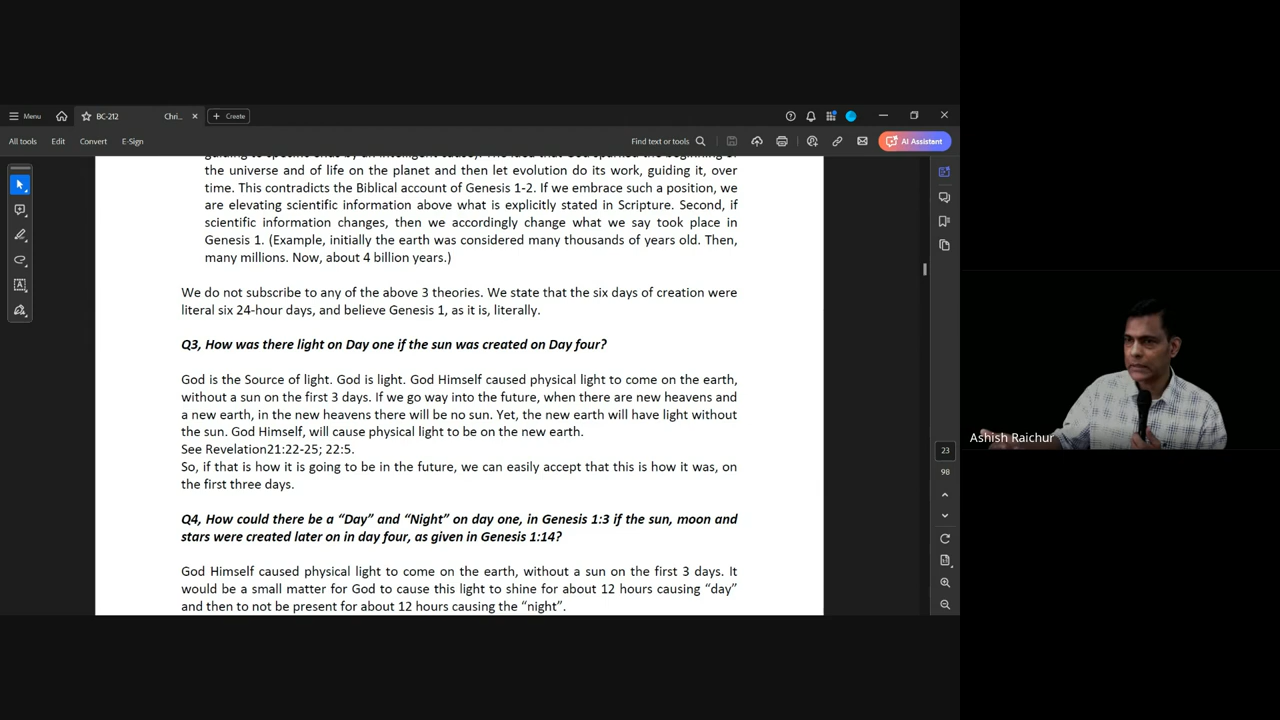 Menu
BC-212
Chri...
Create
All tools
Edit
Convert
E-Sign
Find text or tools
AI Assistant
the universe and of life on the planet and then let evolution do its work, guiding it, over
time. This contradicts the Biblical account of Genesis 1-2. If we embrace such a position, we
are elevating scientific information above what is explicitly stated in Scripture. Second, if
scientific information changes, then we accordingly change what we say took place in
Genesis 1. (Example, initially the earth was considered many thousands of years old. Then,
many millions. Now, about 4 billion years.)
We do not subscribe to any of the above 3 theories. We state that the six days of creation were
literal six 24-hour days, and believe Genesis 1, as it is, literally.
Q3, How was there light on Day one if the sun was created on Day four?
God is the Source of light. God is light. God Himself caused physical light to come on the earth,
without a sun on the first 3 days. If we go way into the future, when there are new heavens and
a new earth, in the new heavens there will be no sun. Yet, the new earth will have light without
the sun. God Himself, will cause physical light to be on the new earth.
See Revelation21:22-25; 22:5.
So, if that is how it is going to be in the future, we can easily accept that this is how it was, on
the first three days.
Q4, How could there be a “Day” and “Night” on day one, in Genesis 1:3 if the sun, moon and
stars were created later on in day four, as given in Genesis 1:14?
God Himself caused physical light to come on the earth, without a sun on the first 3 days. It
would be a small matter for God to cause this light to shine for about 12 hours causing “day”
and then to not be present for about 12 hours causing the “night”.
23
98
Ashish Raichur